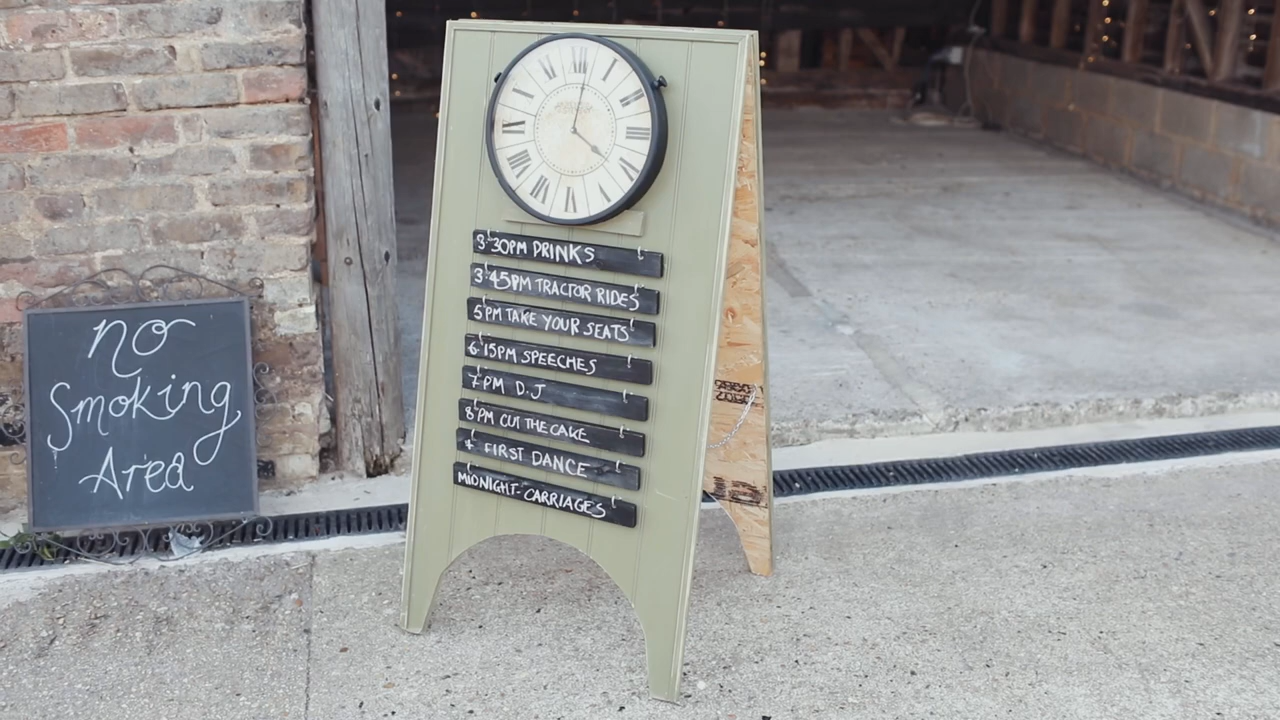 no
Smoking
Area
3:30PM DRINKS
3:45PM TRACTOR RIDES
5PM TAKE YOUR SEATS
6:15PM SPEECHES
7PM D.J
8PM CUT THE CAKE
+ FIRST DANCE
MIDNIGHT-CARRIAGES